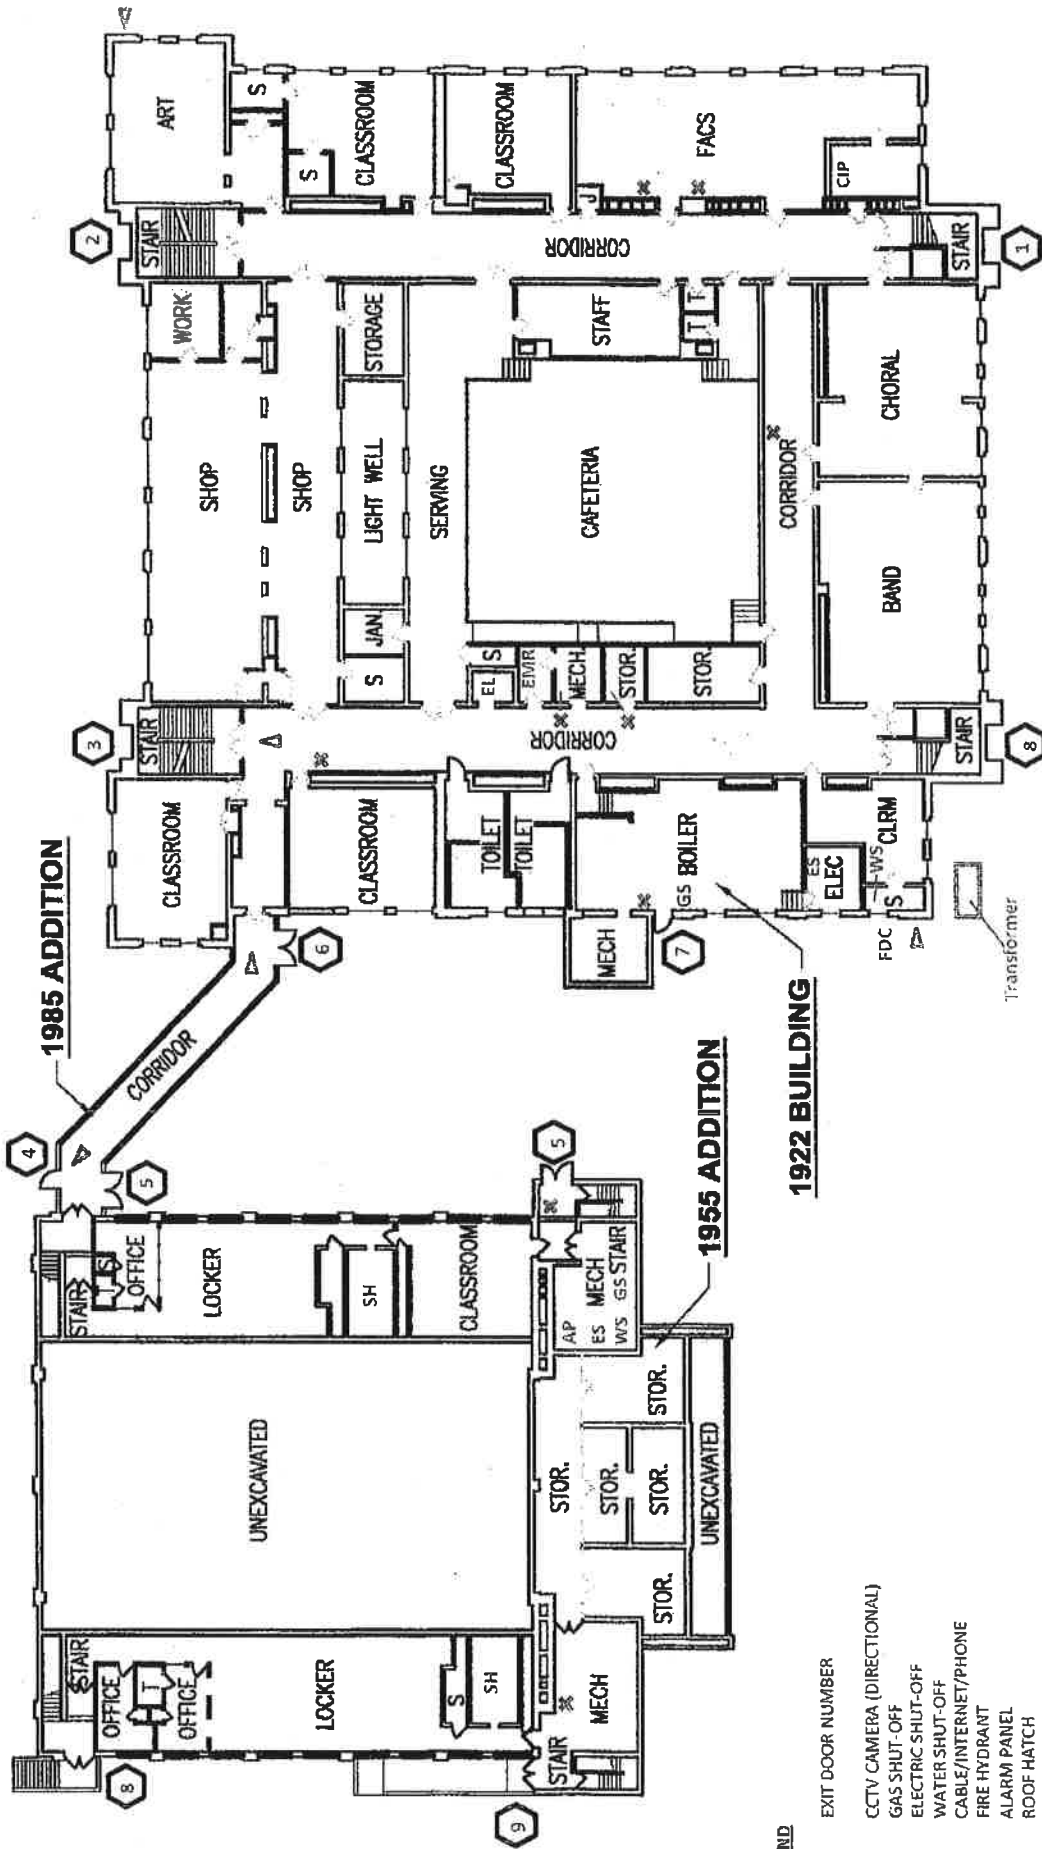 1985 ADDITION
1955 ADDITION
1922 BUILDING
4
5
CORRIDOR
6
STAIR
T
S
OFFICE
LOCKER
SH
CLASSROOM
5
AP
ES
WS
MECH
GS
STAIR
UNEXCAVATED
STOR.
STOR.
STOR.
STOR.
STOR.
UNEXCAVATED
STAIR
OFFICE
T
OFFICE
LOCKER
S
SH
STAIR
MECH
8
9
3
STAIR
CLASSROOM
CLASSROOM
TOILET
TOILET
BOILER
GS
MECH
7
ES
ELEC
WS
S
CLRM
FDC
Transformer
CORRIDOR
STAIR
8
SHOP
SHOP
WORK
S
JAN.
LIGHT WELL
STORAGE
SERVING
EL
S
EMR
MECH.
STOR.
STOR.
CAFETERIA
STAFF
T
T
CORRIDOR
BAND
CHORAL
2
STAIR
ART
S
S
CLASSROOM
CLASSROOM
J
FACS
CIP
CORRIDOR
STAIR
1
ND
EXIT DOOR NUMBER
CCTV CAMERA (DIRECTIONAL)
GAS SHUT-OFF
ELECTRIC SHUT-OFF
WATER SHUT-OFF
CABLE/INTERNET/PHONE
FIRE HYDRANT
ALARM PANEL
ROOF HATCH